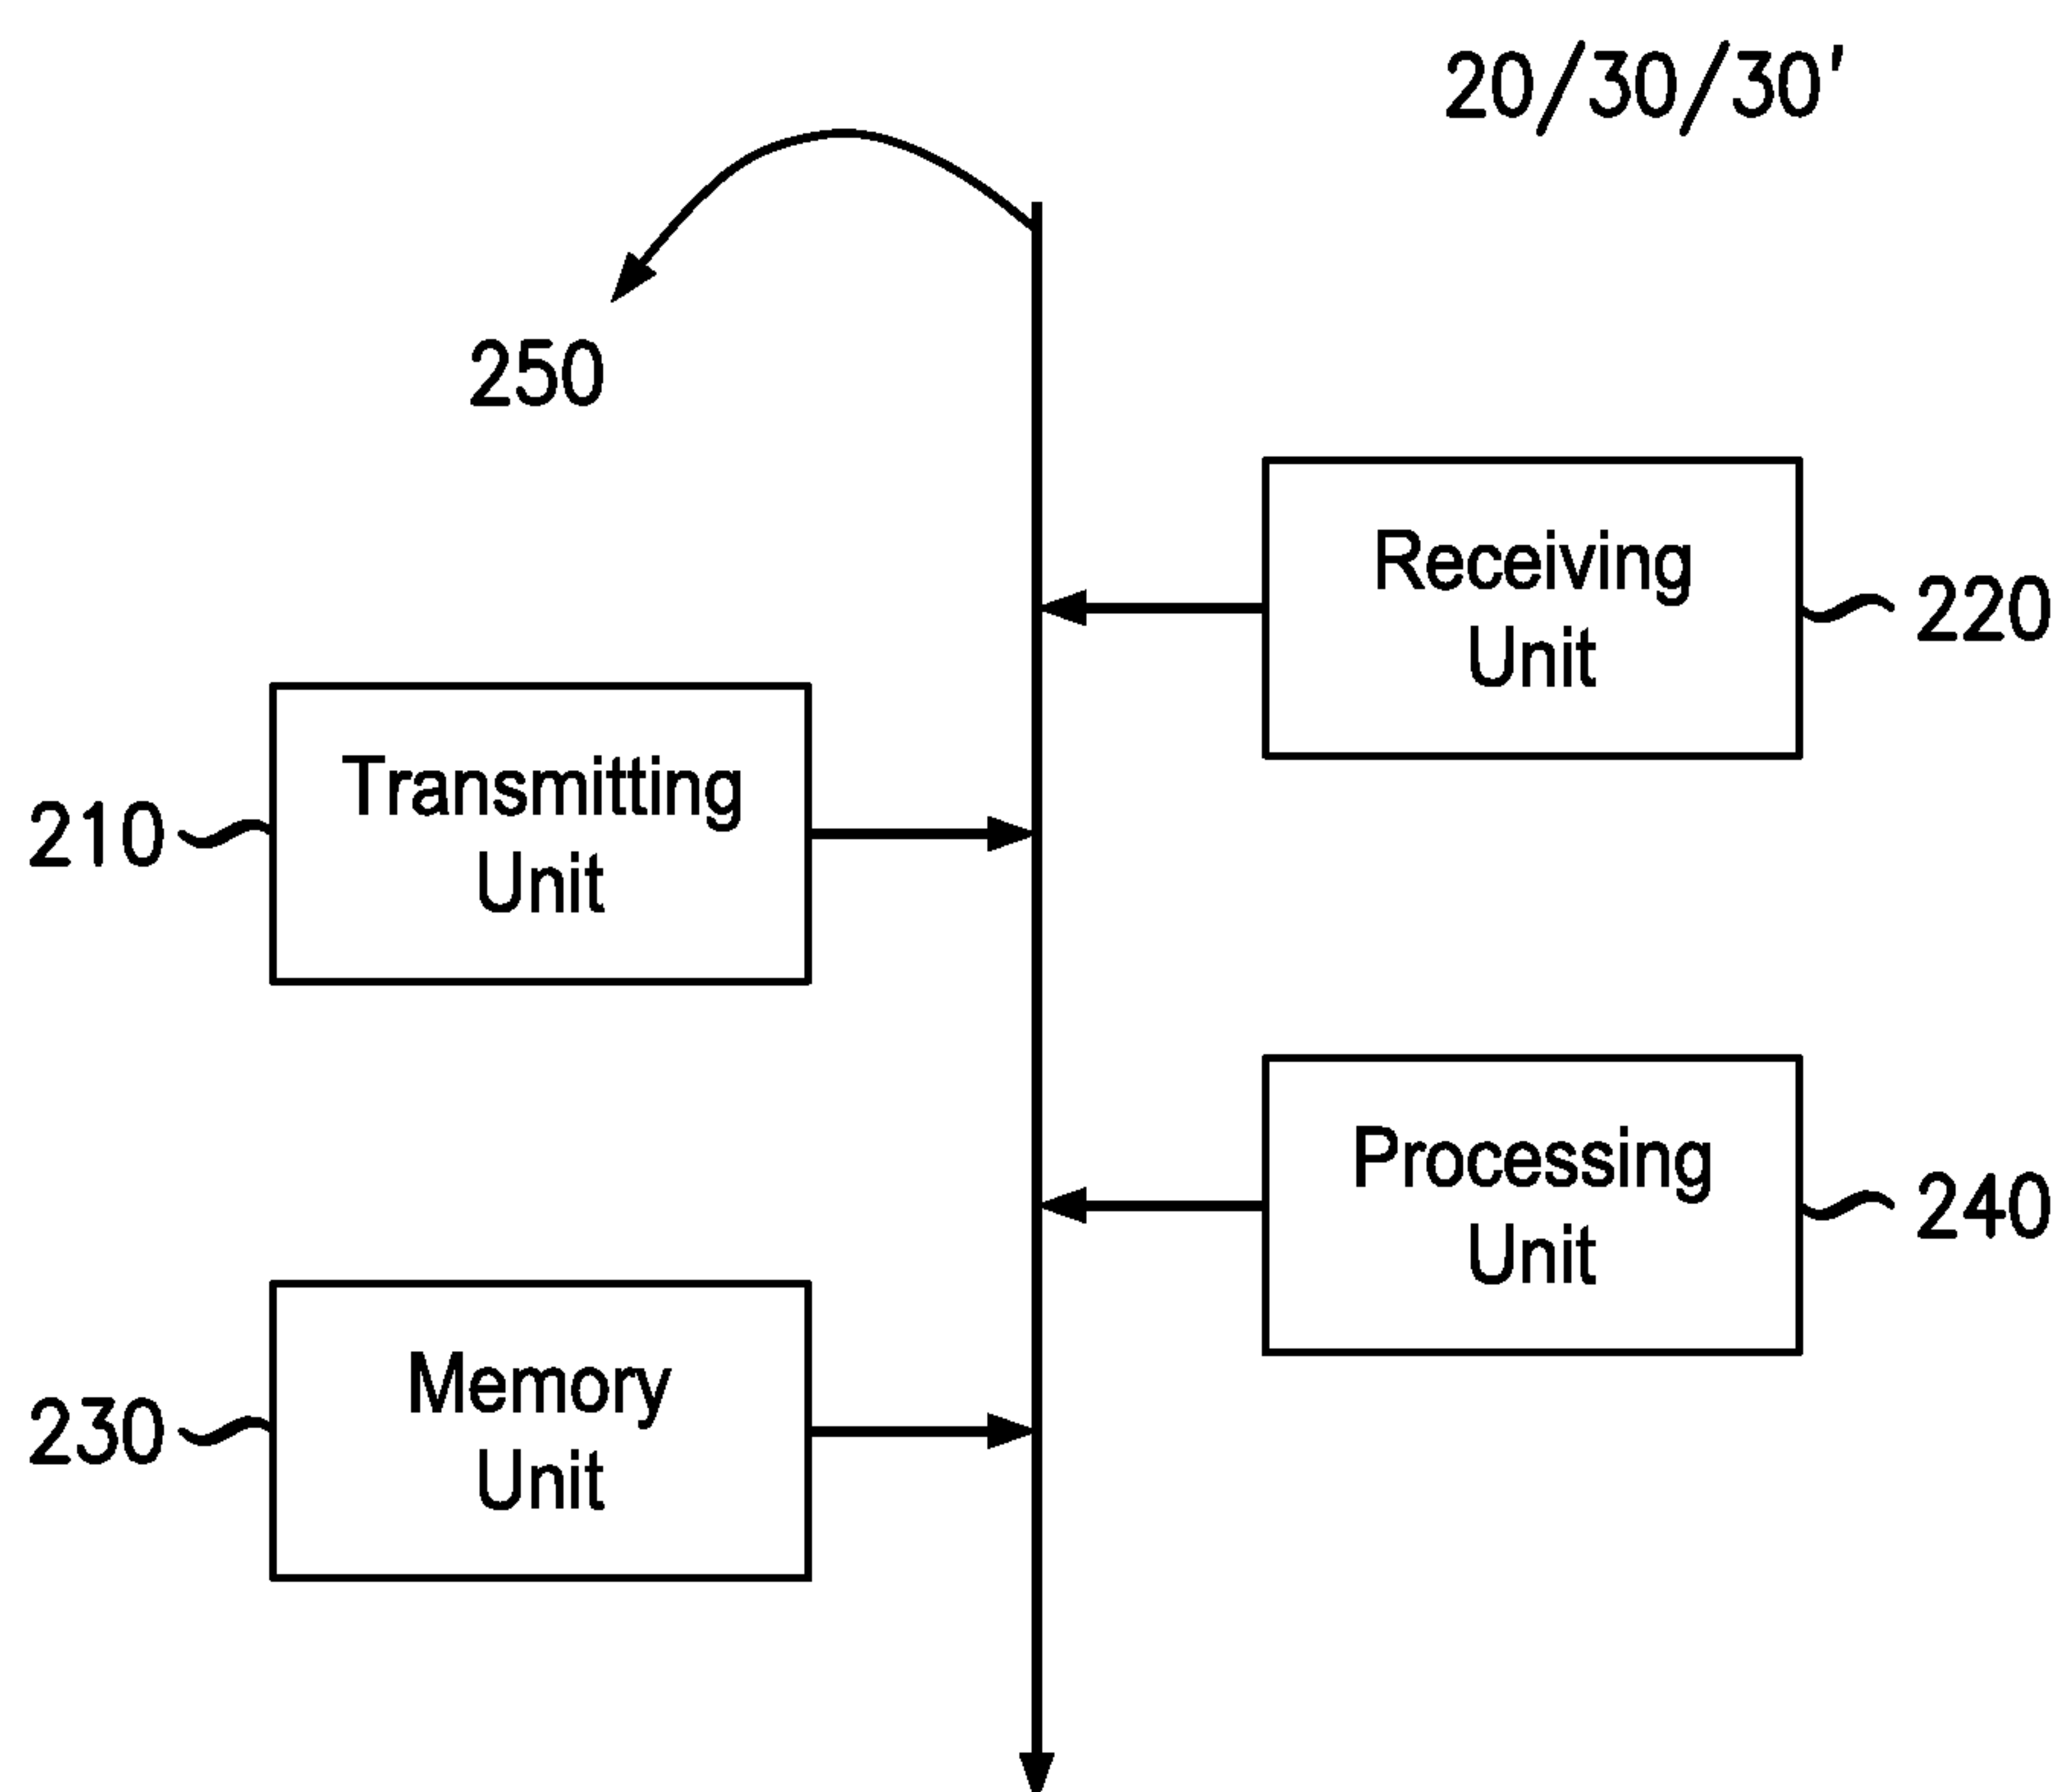 20/30/30'
250
Receiving
Unit
220
Transmitting
Unit
210
Processing
Unit
240
Memory
Unit
230